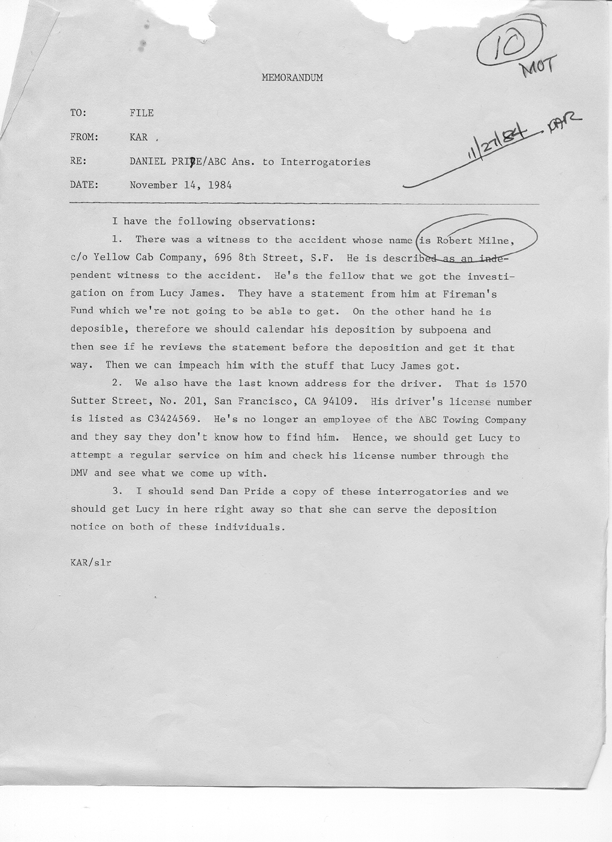 10
MOT
MEMORANDUM
TO: FILE
FROM: KAR .
11/27/84 KAR
RE: DANIEL PRIDE/ABC Ans. to Interrogatories
DATE: November 14, 1984
I have the following observations:
1. There was a witness to the accident whose name is Robert Milne,
c/o Yellow Cab Company, 696 8th Street, S.F. He is described as an inde-
pendent witness to the accident. He's the fellow that we got the investi-
gation on from Lucy James. They have a statement from him at Fireman's
Fund which we're not going to be able to get. On the other hand he is
deposible, therefore we should calendar his deposition by subpoena and
then see if he reviews the statement before the deposition and get it that
way. Then we can impeach him with the stuff that Lucy James got.
2. We also have the last known address for the driver. That is 1570
Sutter Street, No. 201, San Francisco, CA 94109. His driver's license number
is listed as C3424569. He's no longer an employee of the ABC Towing Company
and they say they don't know how to find him. Hence, we should get Lucy to
attempt a regular service on him and check his license number through the
DMV and see what we come up with.
3. I should send Dan Pride a copy of these interrogatories and we
should get Lucy in here right away so that she can serve the deposition
notice on both of these individuals.
KAR/slr